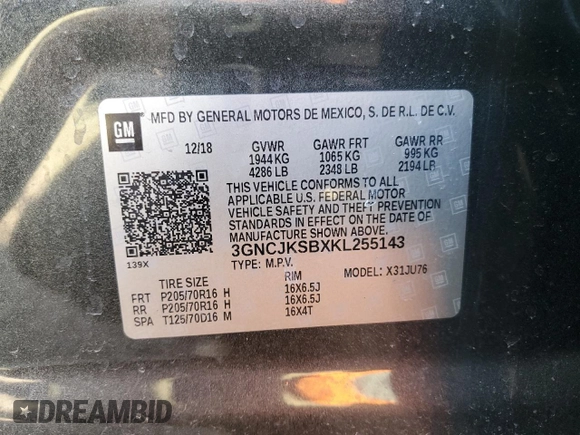 GM
MFD BY GENERAL MOTORS DE MEXICO, S. DE R.L. DE C.V.
12/18 GVWR GAWR FRT GAWR RR
1944 KG 1065 KG 995 KG
4286 LB 2348 LB 2194 LB
THIS VEHICLE CONFORMS TO ALL
APPLICABLE U.S. FEDERAL MOTOR
VEHICLE SAFETY AND THEFT PREVENTION
STANDARDS IN EFFECT ON THE DATE OF
MANUFACTURE SHOWN ABOVE.
3GNCJKSBXKL255143
139X TYPE: M.P.V.
TIRE SIZE RIM MODEL: X31JU76
FRT P205/70R16 H 16X6.5J
RR P205/70R16 H 16X6.5J
SPA T125/70D16 M 16X4T
DREAMBID